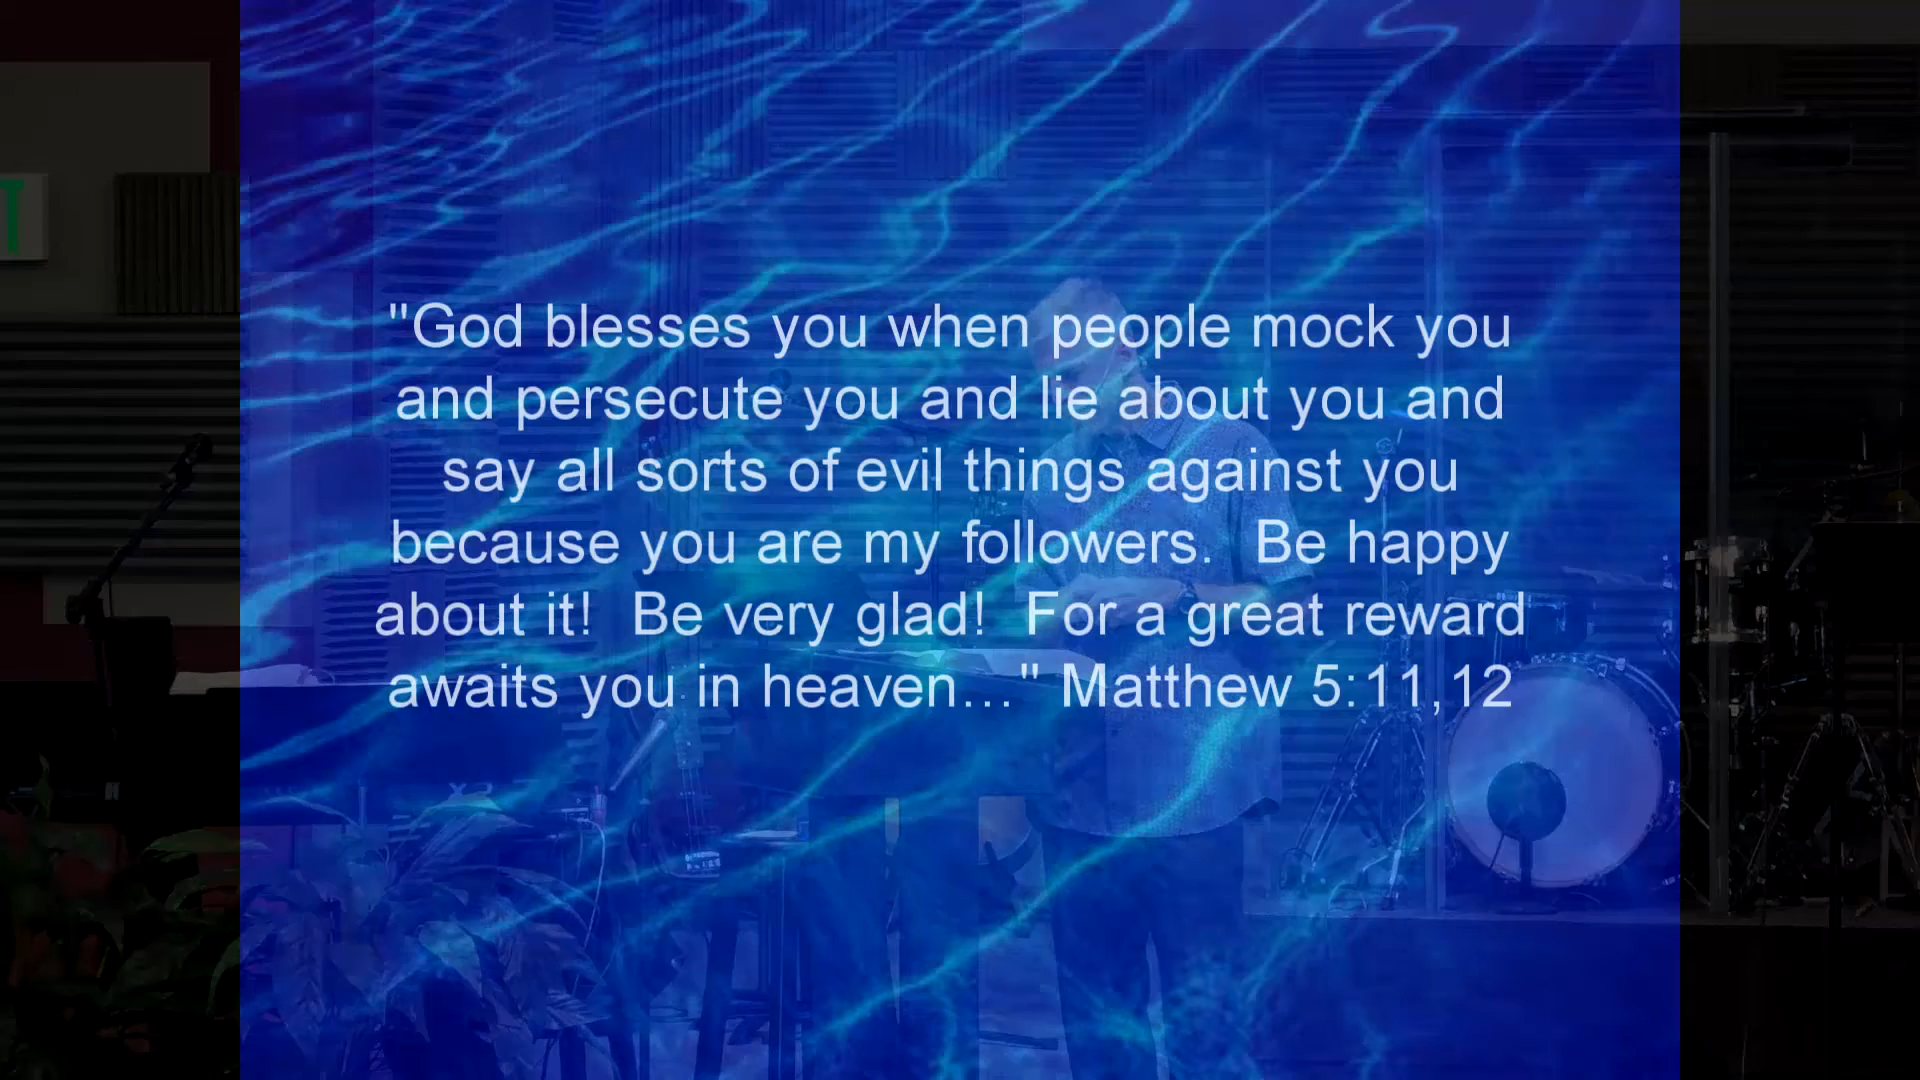 "God blesses you when people mock you
and persecute you and lie about you and
say all sorts of evil things against you
because you are my followers.  Be happy
about it!  Be very glad!  For a great reward
awaits you in heaven…" Matthew 5:11,12
T